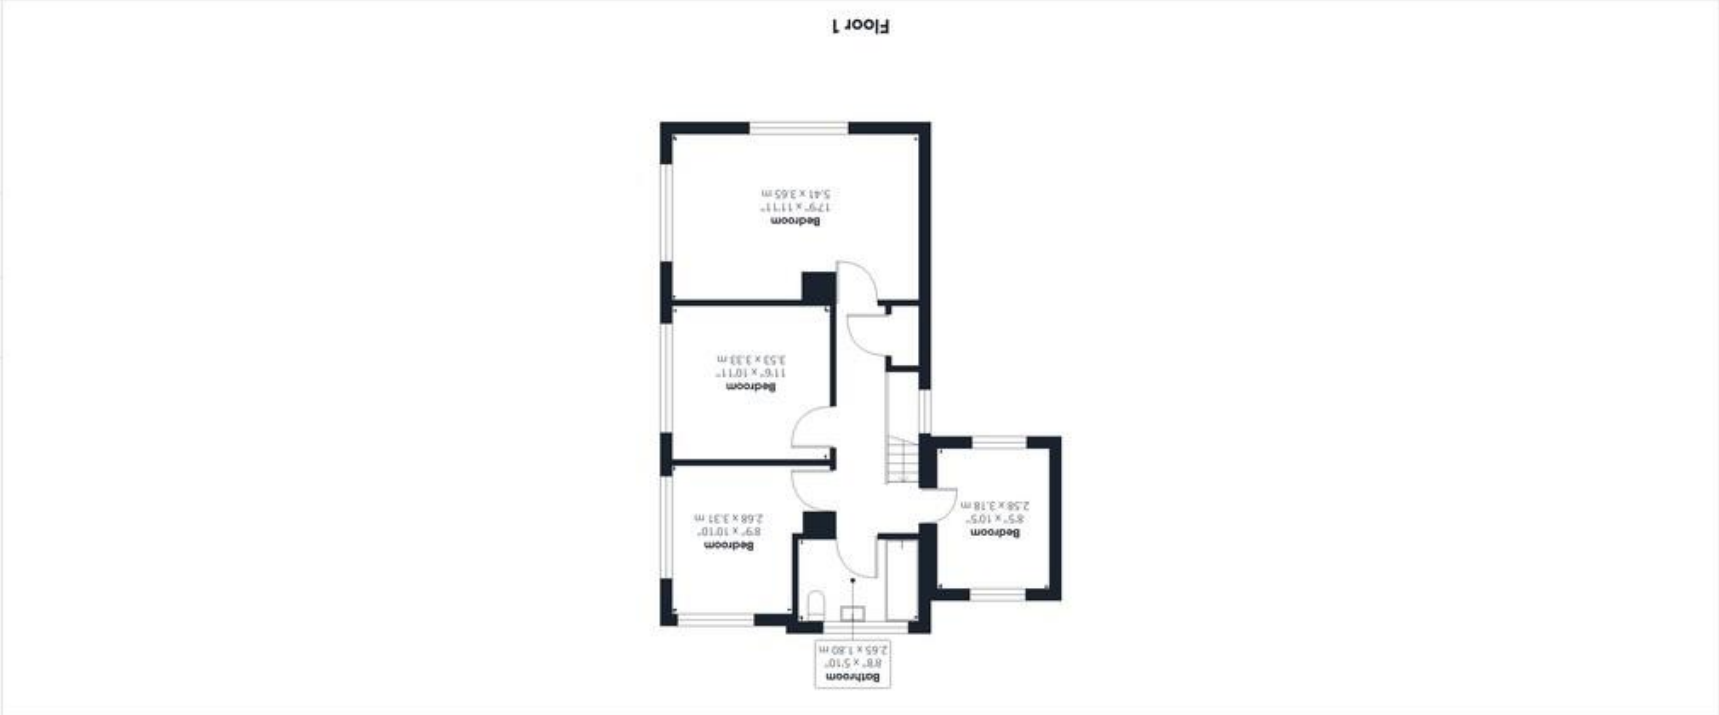 Bathroom
8'8" x 5'10"
2.65 x 1.80 m
Bedroom
8'5" x 10'5"
2.58 x 3.18 m
Bedroom
8'9" x 10'10"
2.68 x 3.31 m
Bedroom
11'6" x 10'11"
3.53 x 3.33 m
Bedroom
17'9" x 11'11"
5.41 x 3.65 m
Floor 1